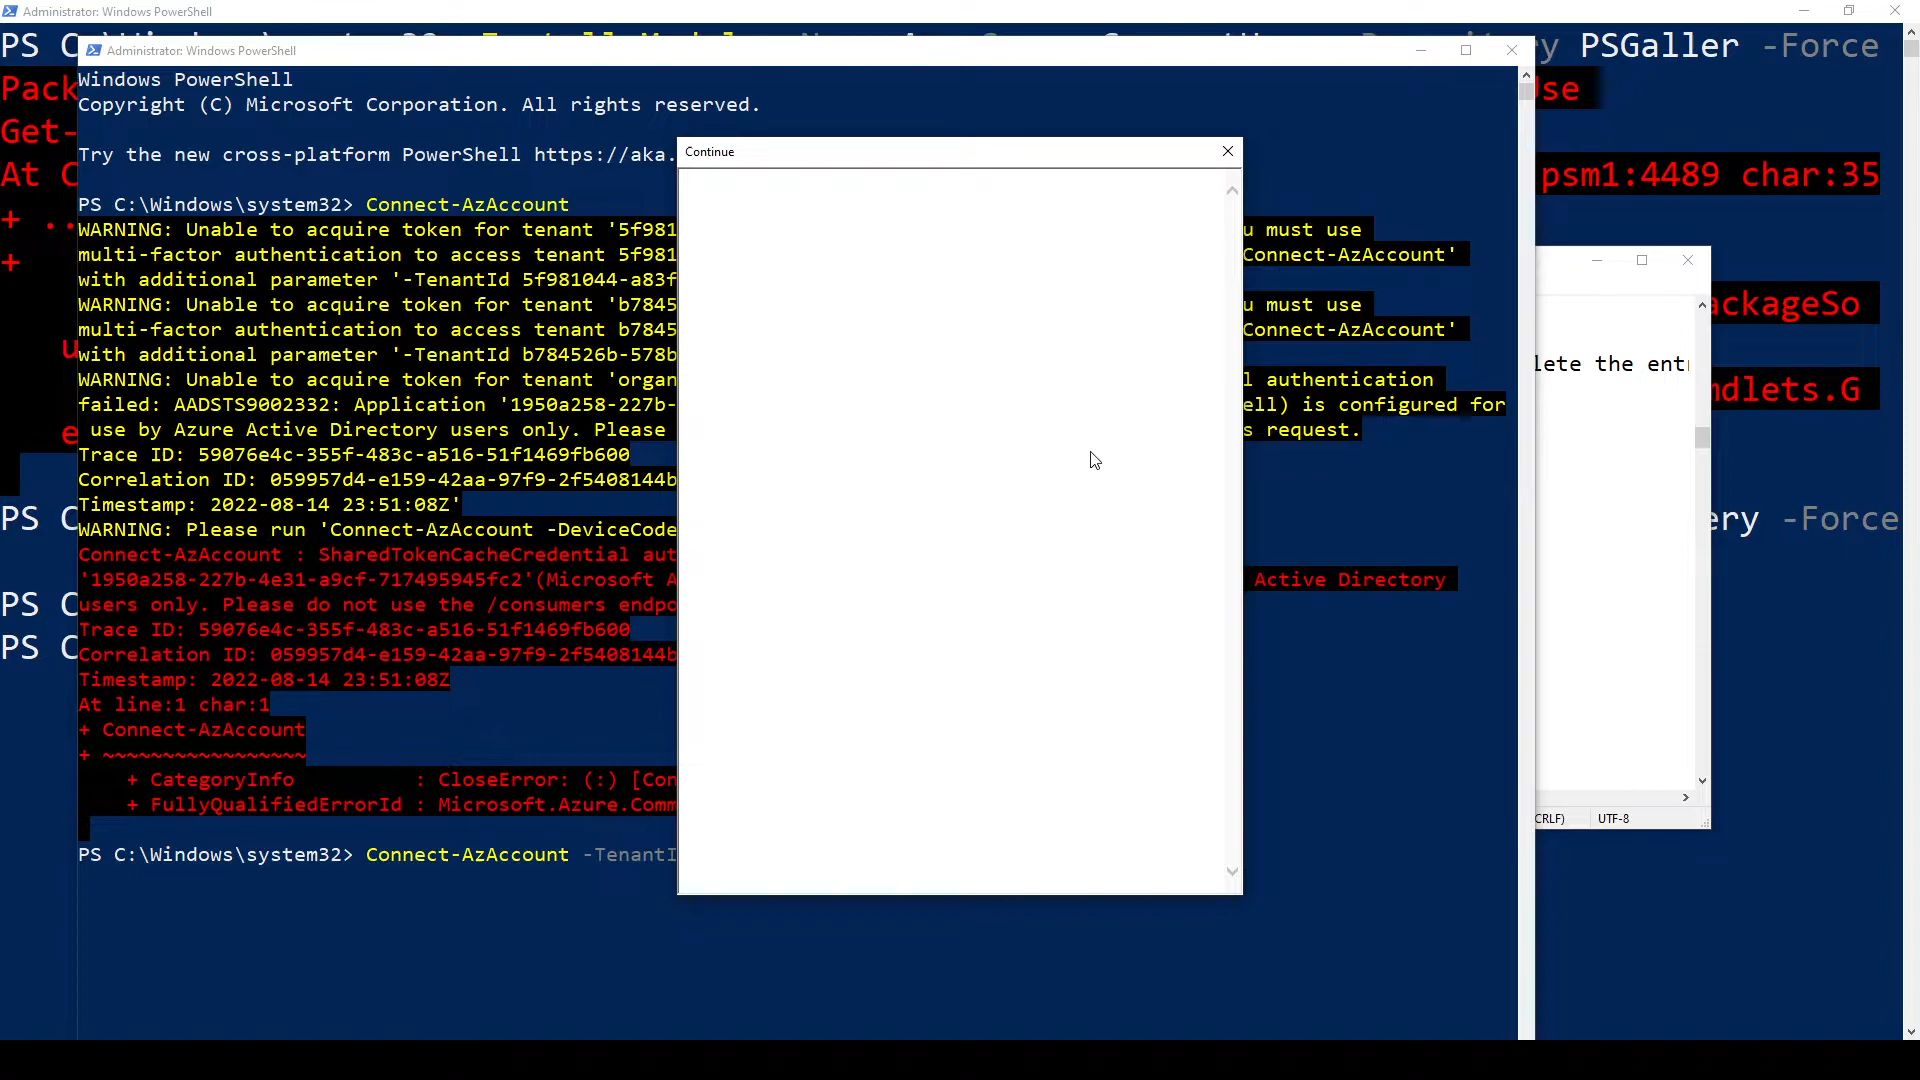 Administrator: Windows PowerShell
PSGaller -Force
Pack
Get-
At C
psm1:4489 char:35
+ ..
+
ackageSo
mdlets.G
PS C
ery -Force
PS C
PS C
Administrator: Windows PowerShell
Windows PowerShell
Copyright (C) Microsoft Corporation. All rights reserved.
Try the new cross-platform PowerShell https://aka.
PS C:\Windows\system32> Connect-AzAccount
WARNING: Unable to acquire token for tenant '5f981 u must use
multi-factor authentication to access tenant 5f981 Connect-AzAccount'
with additional parameter '-TenantId 5f981044-a83f
WARNING: Unable to acquire token for tenant 'b7845 u must use
multi-factor authentication to access tenant b7845 Connect-AzAccount'
with additional parameter '-TenantId b784526b-578b
WARNING: Unable to acquire token for tenant 'organ l authentication
failed: AADSTS9002332: Application '1950a258-227b- ell) is configured for
use by Azure Active Directory users only. Please s request.
Trace ID: 59076e4c-355f-483c-a516-51f1469fb600
Correlation ID: 059957d4-e159-42aa-97f9-2f5408144b
Timestamp: 2022-08-14 23:51:08Z'
WARNING: Please run 'Connect-AzAccount -DeviceCode
Connect-AzAccount : SharedTokenCacheCredential aut
'1950a258-227b-4e31-a9cf-717495945fc2'(Microsoft A Active Directory
users only. Please do not use the /consumers endpo
Trace ID: 59076e4c-355f-483c-a516-51f1469fb600
Correlation ID: 059957d4-e159-42aa-97f9-2f5408144b
Timestamp: 2022-08-14 23:51:08Z
At line:1 char:1
+ Connect-AzAccount
+ ~~~~~~~~~~~~~~~~~
+ CategoryInfo : CloseError: (:) [Con
+ FullyQualifiedErrorId : Microsoft.Azure.Comm
PS C:\Windows\system32> Connect-AzAccount -TenantI
Continue
lete the ent
CRLF) UTF-8